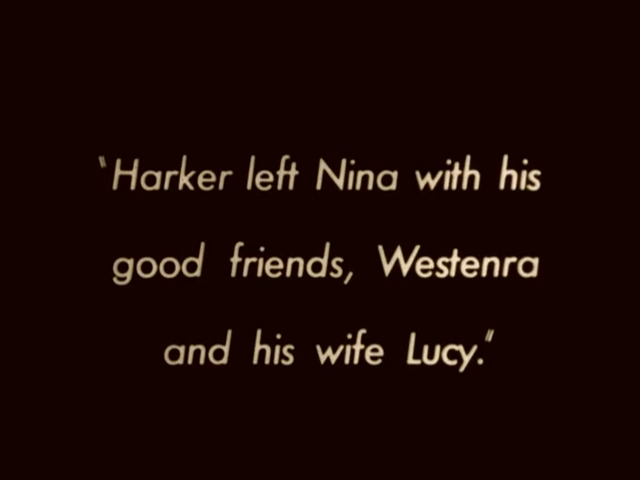 "Harker left Nina with his
good friends, Westenra
and his wife Lucy."